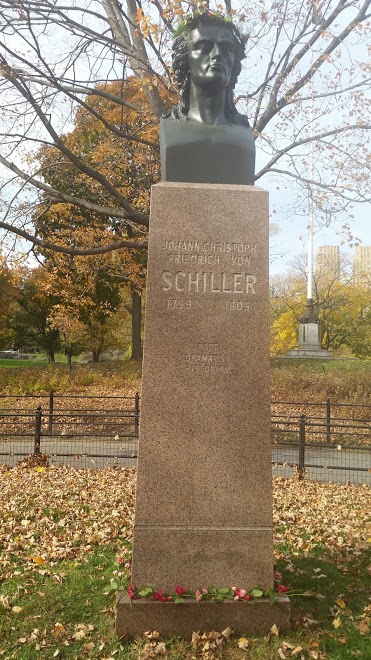 JOHANN·CHRISTOPH
FRIEDRICH VON
SCHILLER
1759 1805
POET
DRAMATIST
HISTORIAN